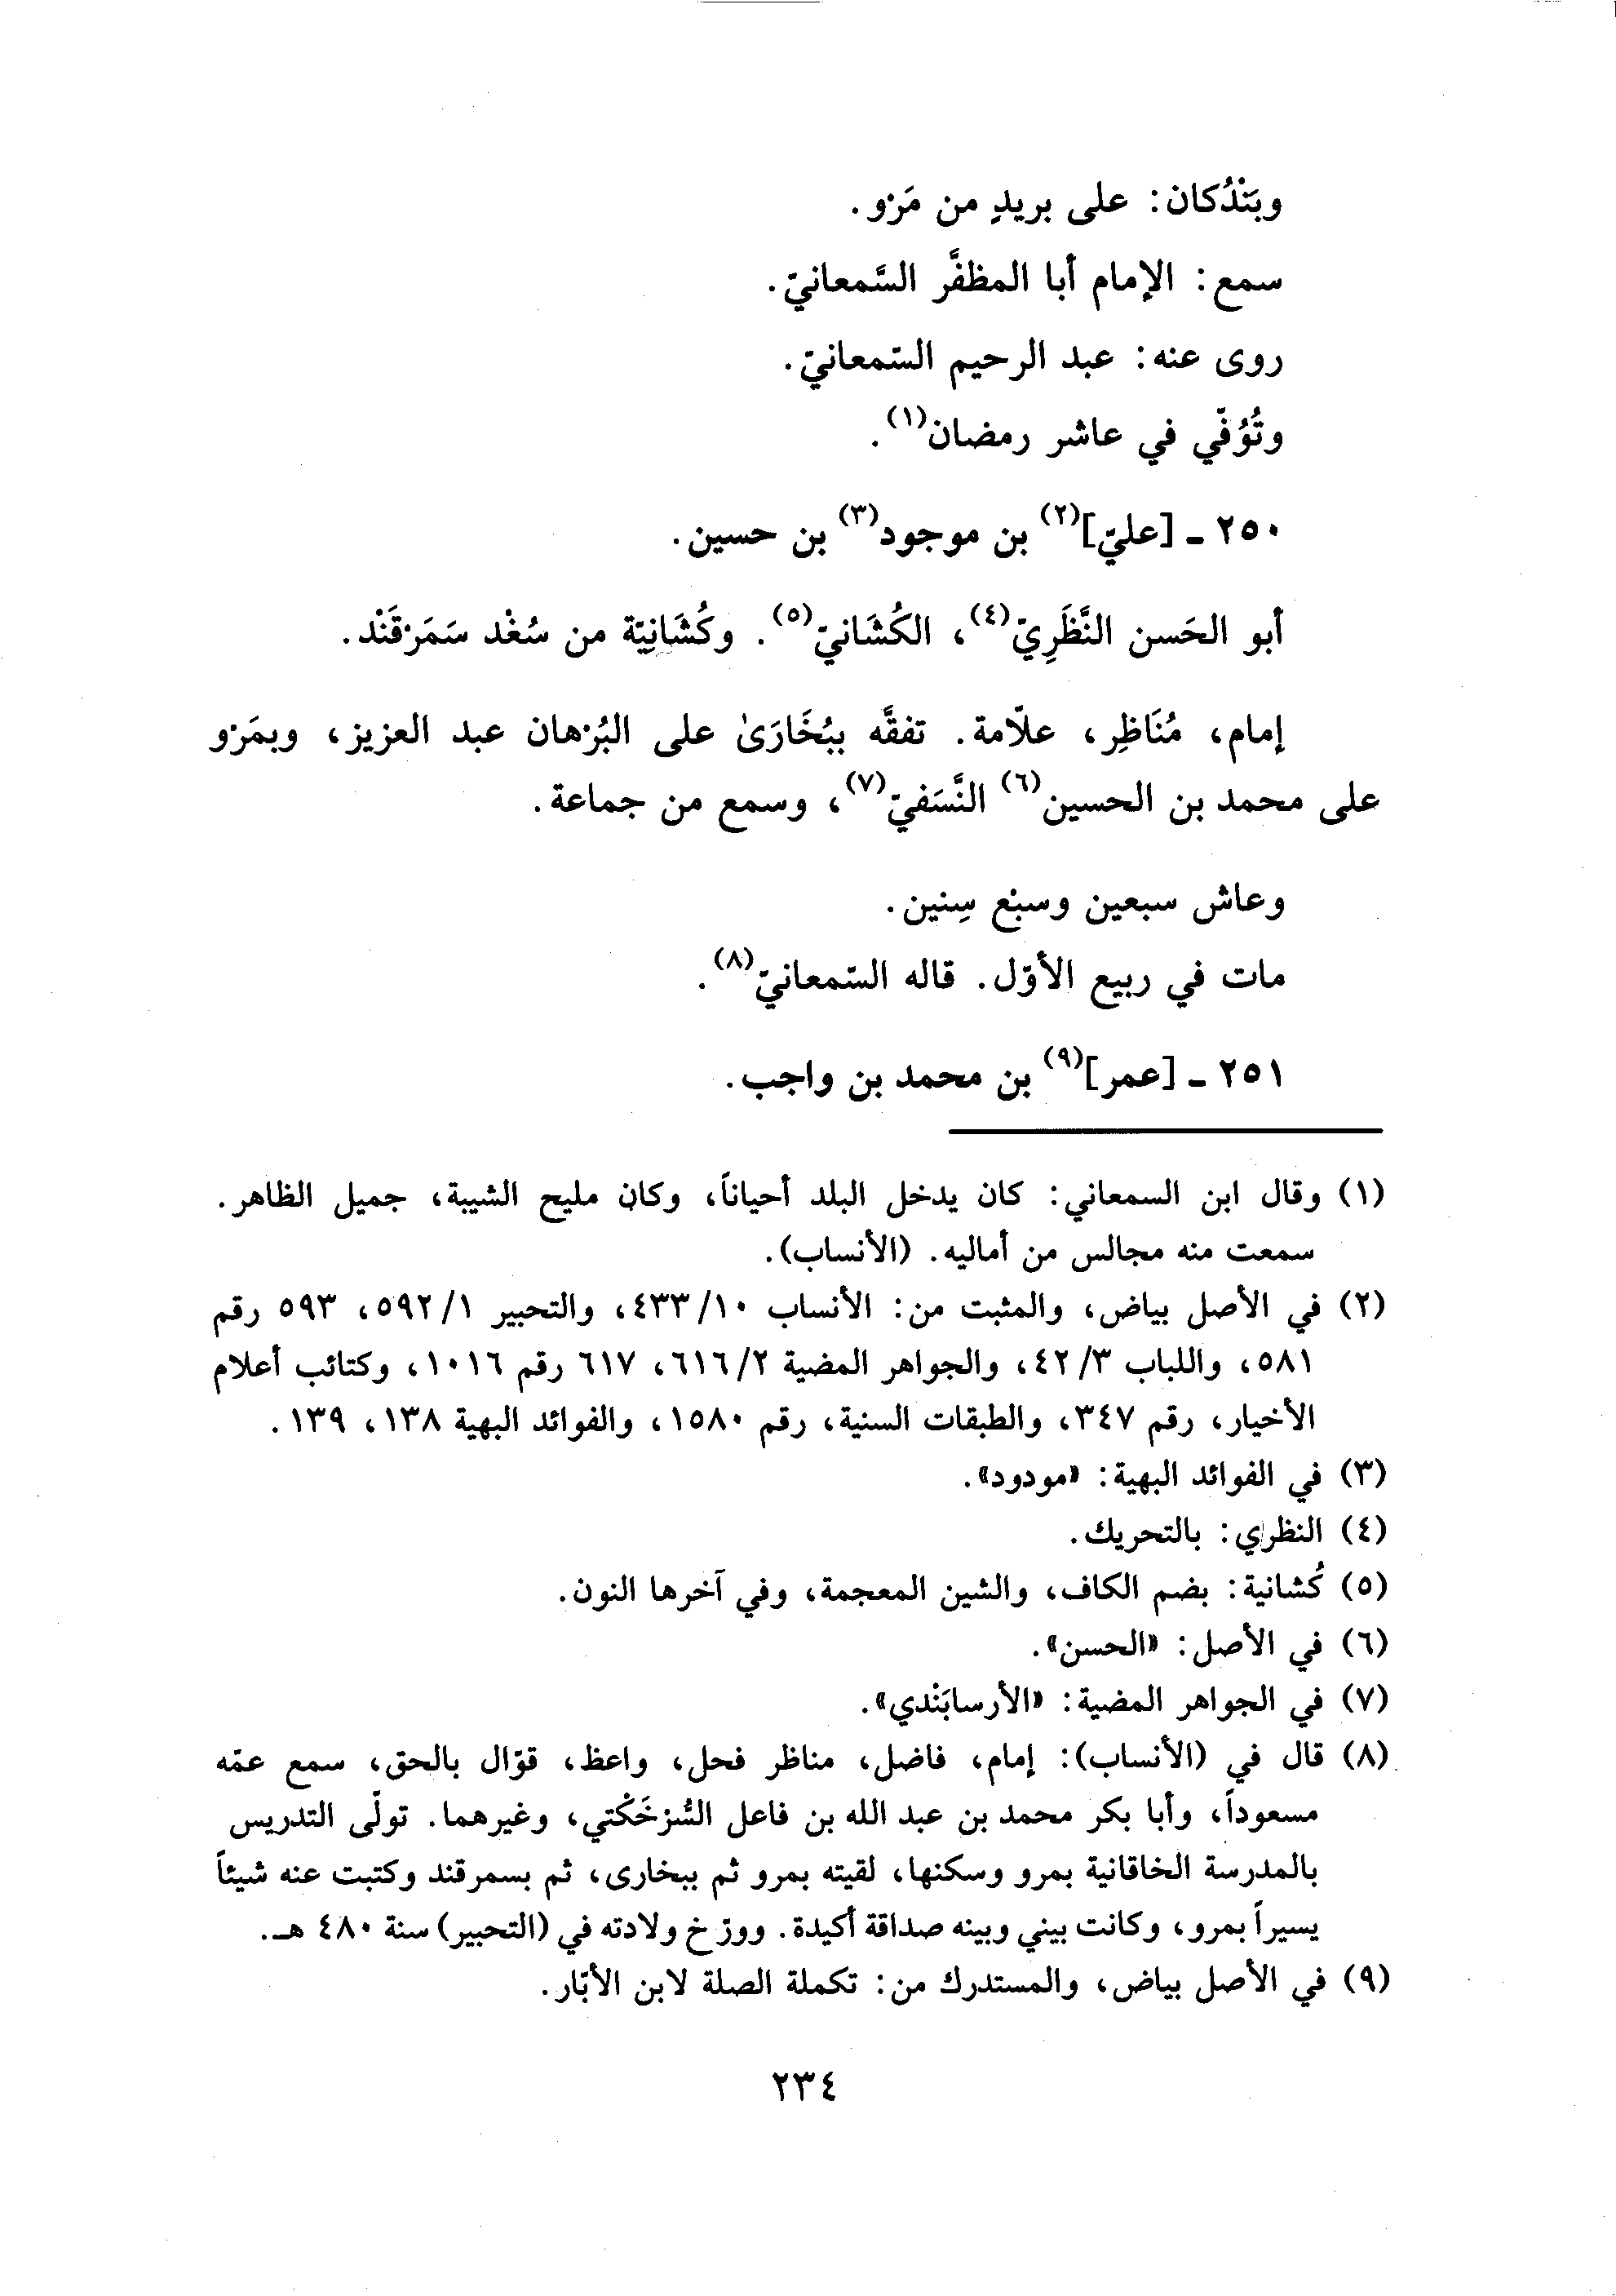 وبَنْدُكان: على بريدٍ من مَرْو.
سمع: الإمام أبا المظفَّر السَّمعانيّ.
روى عنه: عبد الرحيم السّمعانيّ.
وتُوُفّي في عاشر رمضان(١).
٢٥٠ ـ [عليّ](٢) بن موجود(٣) بن حسين.
أبو الحَسن النَّظَرِيّ(٤)، الكُشَانيّ(٥). وكُشَانِيّة من سُغْد سَمَرْقَنْد.
إمام، مُنَاظِر، علاّمة. تفقَّه ببُخَارَىٰ على البُرْهان عبد العزيز، وبمَرْو
على محمد بن الحسين(٦) النَّسَفيّ(٧)، وسمع من جماعة.
وعاش سبعين وسبْع سِنين.
مات في ربيع الأوّل. قاله السّمعانيّ(٨).
٢٥١ ـ [عمر](٩) بن محمد بن واجب.
(١) وقال ابن السمعاني: كان يدخل البلد أحياناً، وكان مليح الشيبة، جميل الظاهر.
سمعت منه مجالس من أماليه. (الأنساب).
(٢) في الأصل بياض، والمثبت من: الأنساب ١٠/ ٤٣٣، والتحبير ١/ ٥٩٢، ٥٩٣ رقم
٥٨١، واللباب ٣/ ٤٢، والجواهر المضية ٢/ ٦١٦، ٦١٧ رقم ١٠١٦، وكتائب أعلام
الأخيار، رقم ٣٤٧، والطبقات السنية، رقم ١٥٨٠، والفوائد البهية ١٣٨، ١٣٩.
(٣) في الفوائد البهية: «مودود».
(٤) النظري: بالتحريك.
(٥) كُشانية: بضم الكاف، والشين المعجمة، وفي آخرها النون.
(٦) في الأصل: «الحسن».
(٧) في الجواهر المضية: «الأرسابَنْدي».
(٨) قال في (الأنساب): إمام، فاضل، مناظر فحل، واعظ، قوّال بالحق، سمع عمّه
مسعوداً، وأبا بكر محمد بن عبد الله بن فاعل السُّرْخَكْتي، وغيرهما. تولّى التدريس
بالمدرسة الخاقانية بمرو وسكنها، لقيته بمرو ثم ببخارى، ثم بسمرقند وكتبت عنه شيئاً
يسيراً بمرو، وكانت بيني وبينه صداقة أكيدة. وورّخ ولادته في (التحبير) سنة ٤٨٠ هـ.
(٩) في الأصل بياض، والمستدرك من: تكملة الصلة لابن الأبّار.
٢٣٤